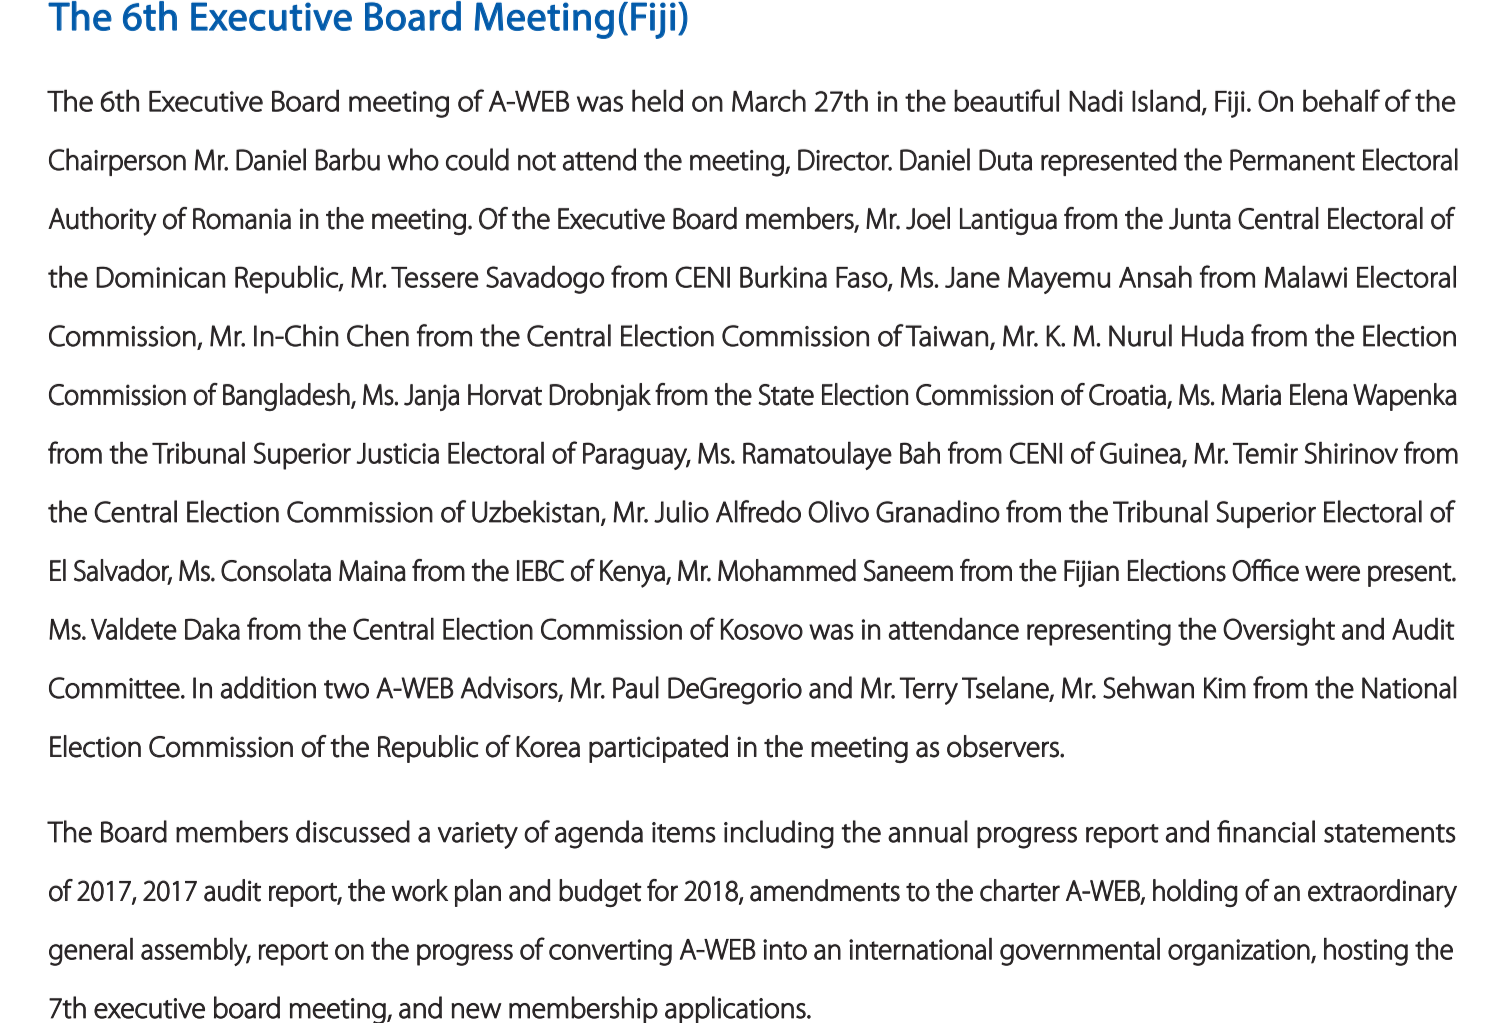 The 6th Executive Board Meeting(Fiji)
The 6th Executive Board meeting of A-WEB was held on March 27th in the beautiful Nadi Island, Fiji. On behalf of the
Chairperson Mr. Daniel Barbu who could not attend the meeting, Director. Daniel Duta represented the Permanent Electoral
Authority of Romania in the meeting. Of the Executive Board members, Mr. Joel Lantigua from the Junta Central Electoral of
the Dominican Republic, Mr. Tessere Savadogo from CENI Burkina Faso, Ms. Jane Mayemu Ansah from Malawi Electoral
Commission, Mr. In-Chin Chen from the Central Election Commission of Taiwan, Mr. K. M. Nurul Huda from the Election
Commission of Bangladesh, Ms. Janja Horvat Drobnjak from the State Election Commission of Croatia, Ms. Maria Elena Wapenka
from the Tribunal Superior Justicia Electoral of Paraguay, Ms. Ramatoulaye Bah from CENI of Guinea, Mr. Temir Shirinov from
the Central Election Commission of Uzbekistan, Mr. Julio Alfredo Olivo Granadino from the Tribunal Superior Electoral of
El Salvador, Ms. Consolata Maina from the IEBC of Kenya, Mr. Mohammed Saneem from the Fijian Elections Office were present.
Ms. Valdete Daka from the Central Election Commission of Kosovo was in attendance representing the Oversight and Audit
Committee. In addition two A-WEB Advisors, Mr. Paul DeGregorio and Mr. Terry Tselane, Mr. Sehwan Kim from the National
Election Commission of the Republic of Korea participated in the meeting as observers.
The Board members discussed a variety of agenda items including the annual progress report and financial statements
of 2017, 2017 audit report, the work plan and budget for 2018, amendments to the charter A-WEB, holding of an extraordinary
general assembly, report on the progress of converting A-WEB into an international governmental organization, hosting the
7th executive board meeting, and new membership applications.